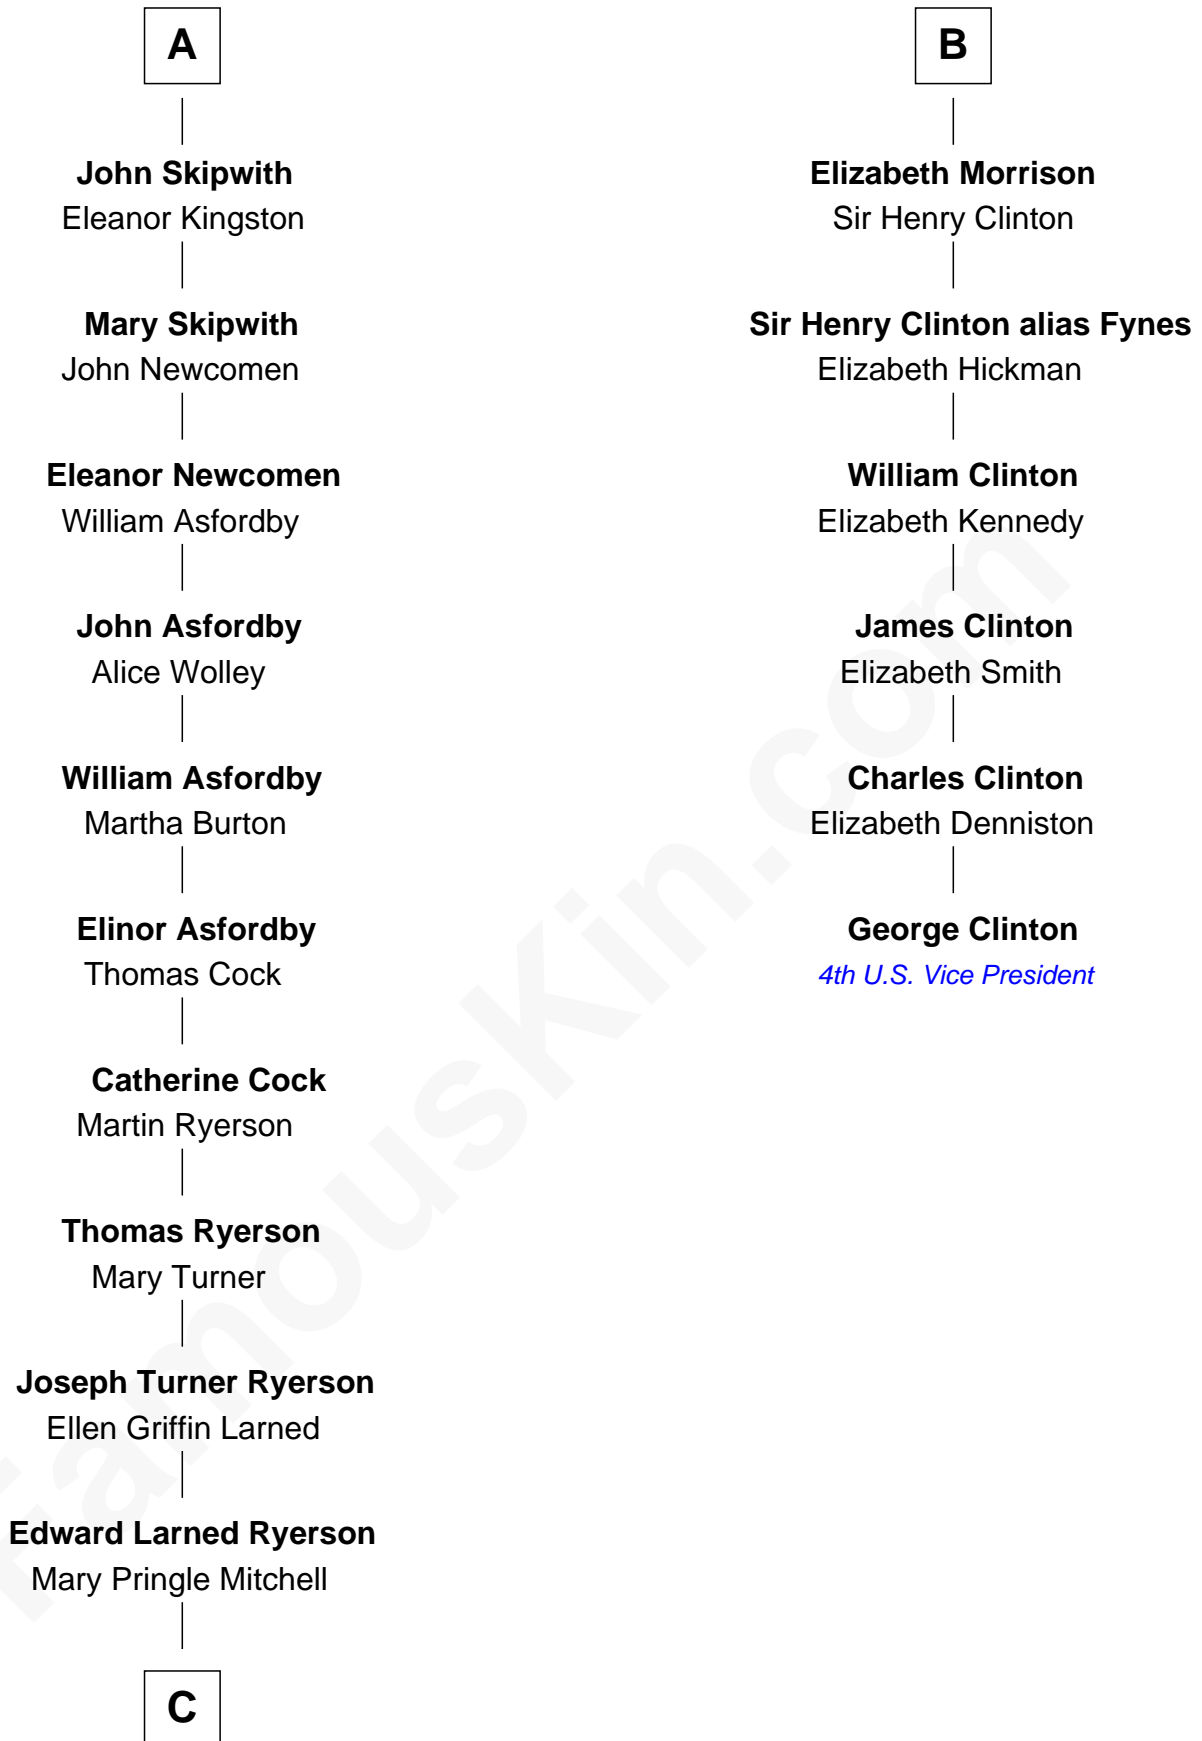 A
John Skipwith
Eleanor Kingston
Mary Skipwith
John Newcomen
Eleanor Newcomen
William Asfordby
John Asfordby
Alice Wolley
William Asfordby
Martha Burton
Elinor Asfordby
Thomas Cock
Catherine Cock
Martin Ryerson
Thomas Ryerson
Mary Turner
Joseph Turner Ryerson
Ellen Griffin Larned
Edward Larned Ryerson
Mary Pringle Mitchell
C
B
Elizabeth Morrison
Sir Henry Clinton
Sir Henry Clinton alias Fynes
Elizabeth Hickman
William Clinton
Elizabeth Kennedy
James Clinton
Elizabeth Smith
Charles Clinton
Elizabeth Denniston
George Clinton
4th U.S. Vice President
FamousKin.com